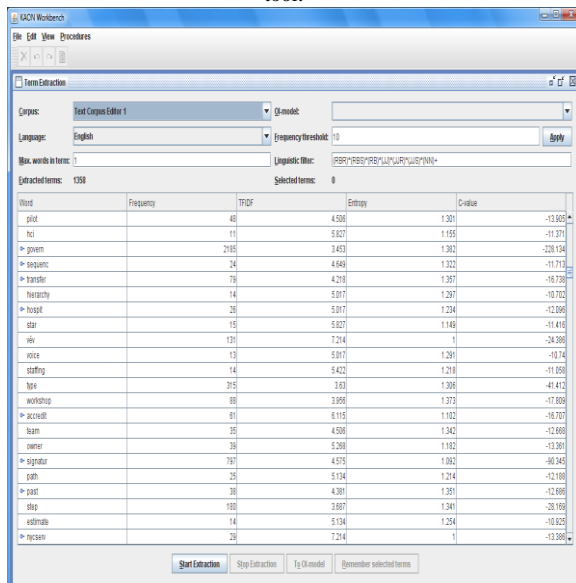 KAON Workbench
File Edit View Procedures
Term Extraction
Corpus: Text Corpus Editor 1 OI-model:
Language: English Frequency threshold: 10 Apply
Max. words in term: 1 Linguistic filter: (RBR)*(RBS)*(RB)*(JJ)*(JJR)*(JJS)*(NN)+
Extracted terms: 1358 Selected terms: 0
Word Frequency TFIDF Entropy C-value
pilot 48 4.506 1.301 -13.905
hci 11 5.827 1.155 -11.371
govern 2185 3.453 1.382 -228.134
sequenc 24 4.649 1.322 -11.713
transfer 79 4.218 1.357 -16.738
hierarchy 14 5.017 1.297 -10.702
hospit 26 5.017 1.234 -12.096
star 15 5.827 1.149 -11.416
vév 131 7.214 1 -24.386
voice 13 5.017 1.291 -10.74
staffing 14 5.422 1.218 -11.058
type 315 3.63 1.306 -41.412
workshop 88 3.956 1.373 -17.809
accredit 61 6.115 1.102 -16.707
team 35 4.506 1.342 -12.668
owner 39 5.268 1.182 -13.361
signatur 797 4.575 1.092 -90.345
path 25 5.134 1.214 -12.188
past 38 4.381 1.351 -12.686
step 180 3.687 1.341 -28.169
estimate 14 5.134 1.254 -10.925
nycserv 29 7.214 1 -13.386
Start Extraction Stop Extraction To OI-model Remember selected terms